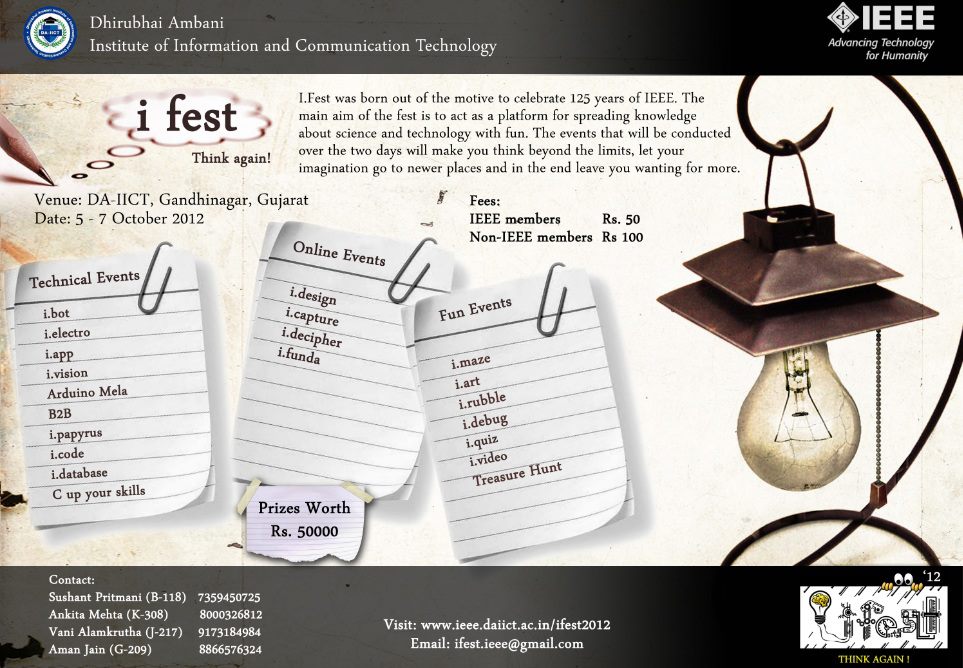 Dhirubhai Ambani
Institute of Information and Communication Technology
DA-IICT
IEEE
Advancing Technology
for Humanity
i fest
Think again!
I.Fest was born out of the motive to celebrate 125 years of IEEE. The
main aim of the fest is to act as a platform for spreading knowledge
about science and technology with fun. The events that will be conducted
over the two days will make you think beyond the limits, let your
imagination go to newer places and in the end leave you wanting for more.
Venue: DA-IICT, Gandhinagar, Gujarat
Date: 5 - 7 October 2012
Fees:
IEEE members Rs. 50
Non-IEEE members Rs 100
Technical Events
i.bot
i.electro
i.app
i.vision
Arduino Mela
B2B
i.papyrus
i.code
i.database
C up your skills
Online Events
i.design
i.capture
i.decipher
i.funda
Fun Events
i.maze
i.art
i.rubble
i.debug
i.quiz
i.video
Treasure Hunt
Prizes Worth
Rs. 50000
Contact:
Sushant Pritmani (B-118) 7359450725
Ankita Mehta (K-308) 8000326812
Vani Alamkrutha (J-217) 9173184984
Aman Jain (G-209) 8866576324
Visit: www.ieee.daiict.ac.in/ifest2012
Email: ifest.ieee@gmail.com
'12
i fest
THINK AGAIN !